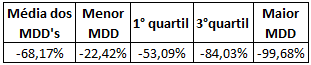 Média dos MDD's
Menor MDD
1° quartil
3°quartil
Maior MDD
-68,17%
-22,42%
-53,09%
-84,03%
-99,68%